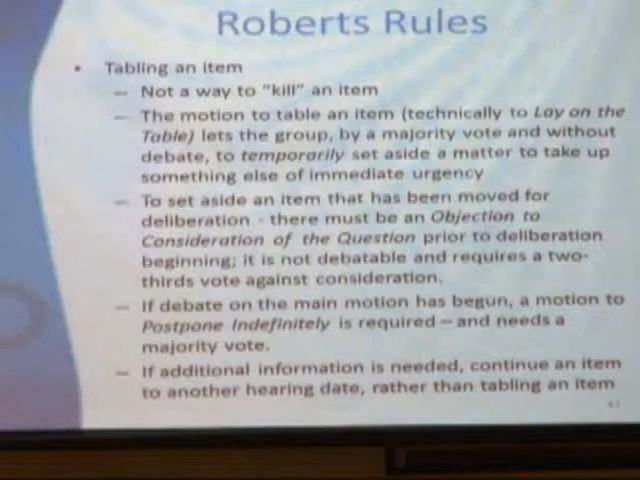 Roberts Rules
• Tabling an item
– Not a way to "kill" an item
– The motion to table an item (technically to Lay on the
Table) lets the group, by a majority vote and without
debate, to temporarily set aside a matter to take up
something else of immediate urgency
– To set aside an item that has been moved for
deliberation - there must be an Objection to
Consideration of the Question prior to deliberation
beginning; it is not debatable and requires a two-
thirds vote against consideration.
– If debate on the main motion has begun, a motion to
Postpone Indefinitely is required – and needs a
majority vote.
– If additional information is needed, continue an item
to another hearing date, rather than tabling an item